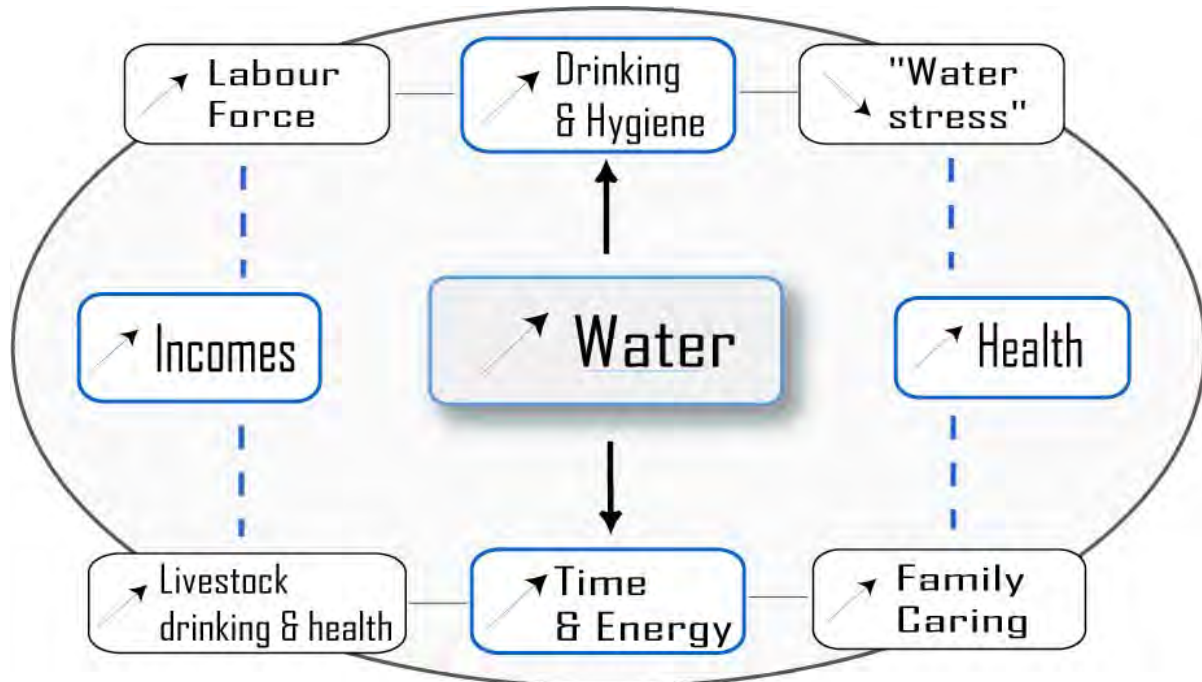 Labour
Force
Drinking
& Hygiene
"Water
stress"
Incomes
Water
Health
Livestock
drinking & health
Time
& Energy
Family
Caring